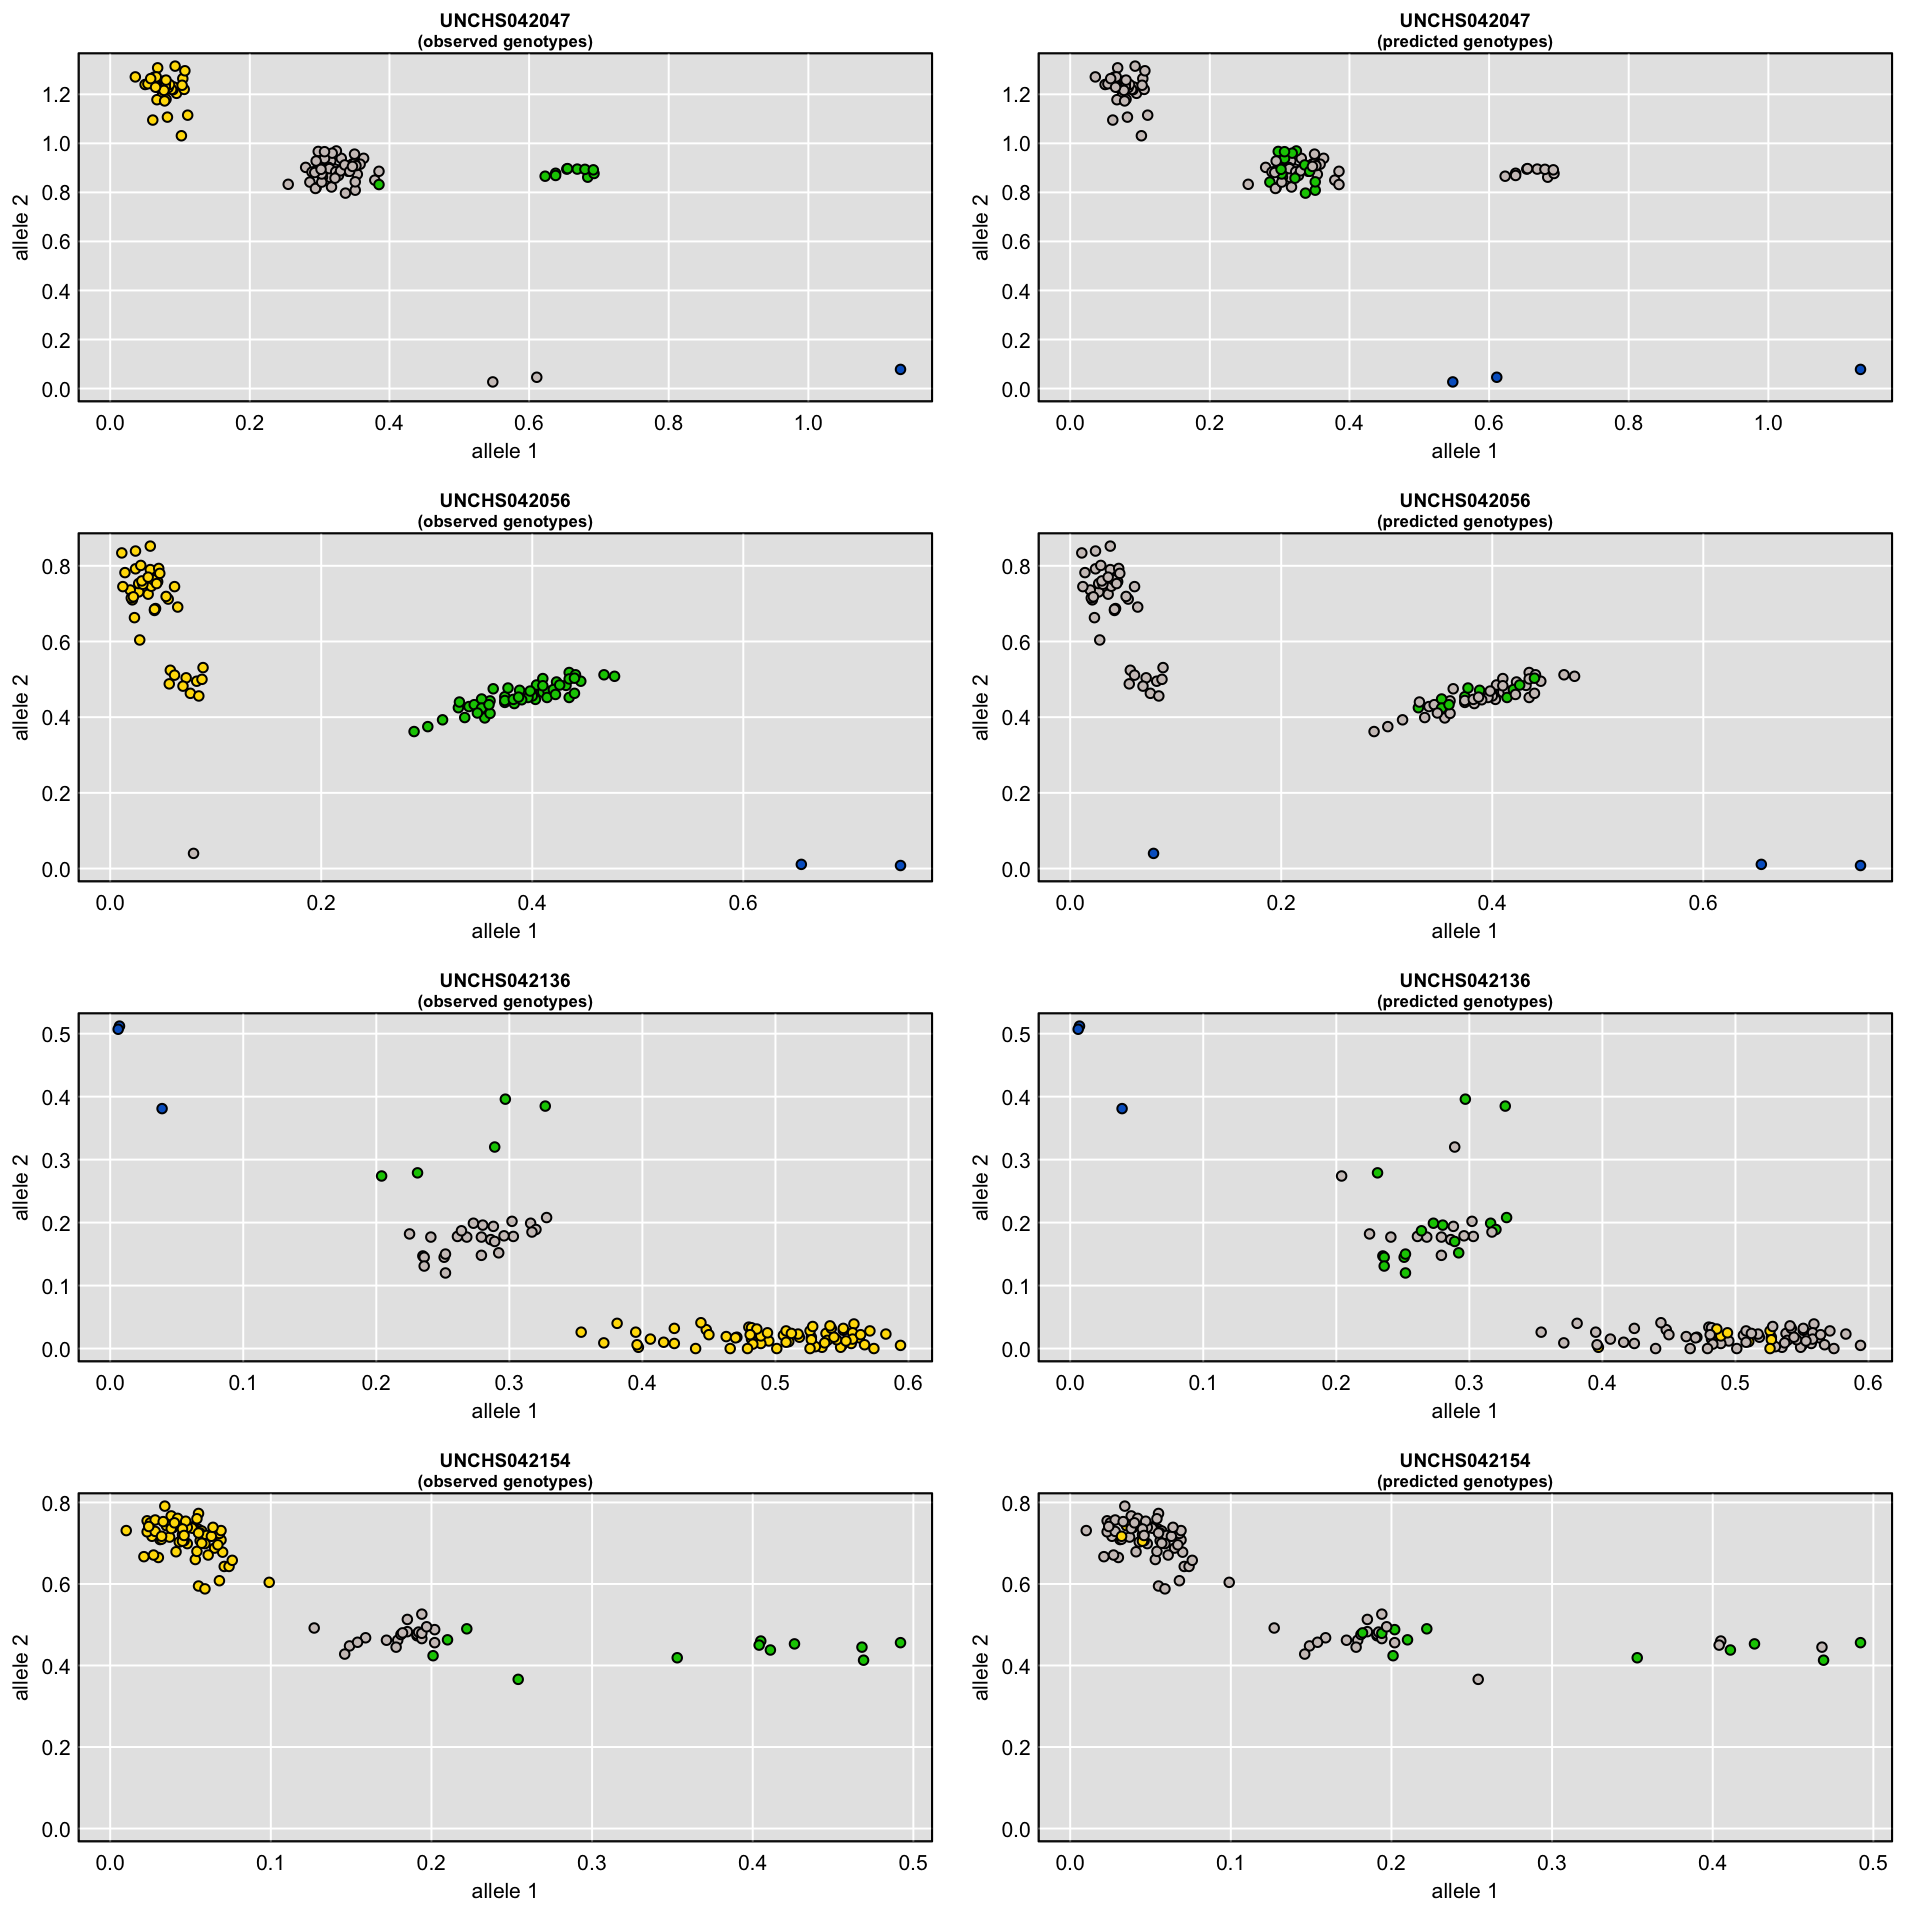 UNCHS042047
(observed genotypes)
allele 2
1.2
1.0
0.8
0.6
0.4
0.2
0.0
0.0 0.2 0.4 0.6 0.8 1.0
allele 1
UNCHS042047
(predicted genotypes)
allele 2
1.2
1.0
0.8
0.6
0.4
0.2
0.0
0.0 0.2 0.4 0.6 0.8 1.0
allele 1
UNCHS042056
(observed genotypes)
allele 2
0.8
0.6
0.4
0.2
0.0
0.0 0.2 0.4 0.6
allele 1
UNCHS042056
(predicted genotypes)
allele 2
0.8
0.6
0.4
0.2
0.0
0.0 0.2 0.4 0.6
allele 1
UNCHS042136
(observed genotypes)
allele 2
0.5
0.4
0.3
0.2
0.1
0.0
0.0 0.1 0.2 0.3 0.4 0.5 0.6
allele 1
UNCHS042136
(predicted genotypes)
allele 2
0.5
0.4
0.3
0.2
0.1
0.0
0.0 0.1 0.2 0.3 0.4 0.5 0.6
allele 1
UNCHS042154
(observed genotypes)
allele 2
0.8
0.6
0.4
0.2
0.0
0.0 0.1 0.2 0.3 0.4 0.5
allele 1
UNCHS042154
(predicted genotypes)
allele 2
0.8
0.6
0.4
0.2
0.0
0.0 0.1 0.2 0.3 0.4 0.5
allele 1